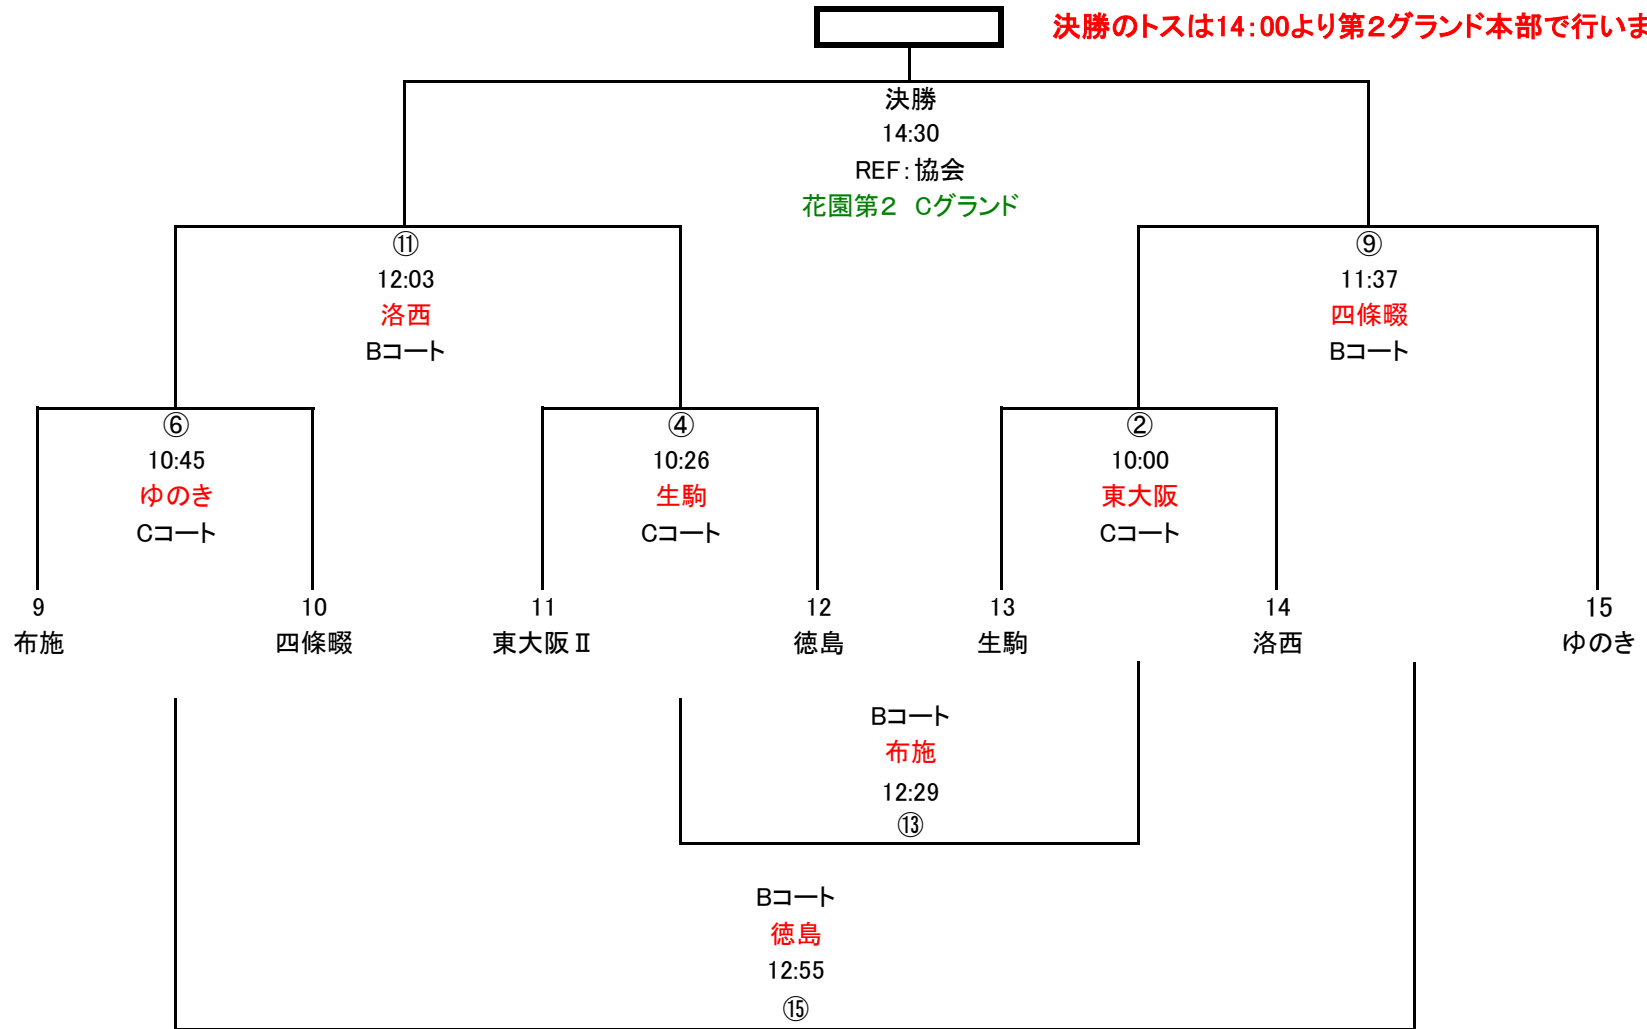 決勝のトスは14:00より第2グランド本部で行いま
決勝
14:30
REF:協会
花園第2 Cグランド
⑪
12:03
洛西
Bコート
⑨
11:37
四條畷
Bコート
⑥
10:45
ゆのき
Cコート
④
10:26
生駒
Cコート
②
10:00
東大阪
Cコート
9
布施
10
四條畷
11
東大阪Ⅱ
12
徳島
13
生駒
14
洛西
15
ゆのき
Bコート
布施
12:29
⑬
Bコート
徳島
12:55
⑮